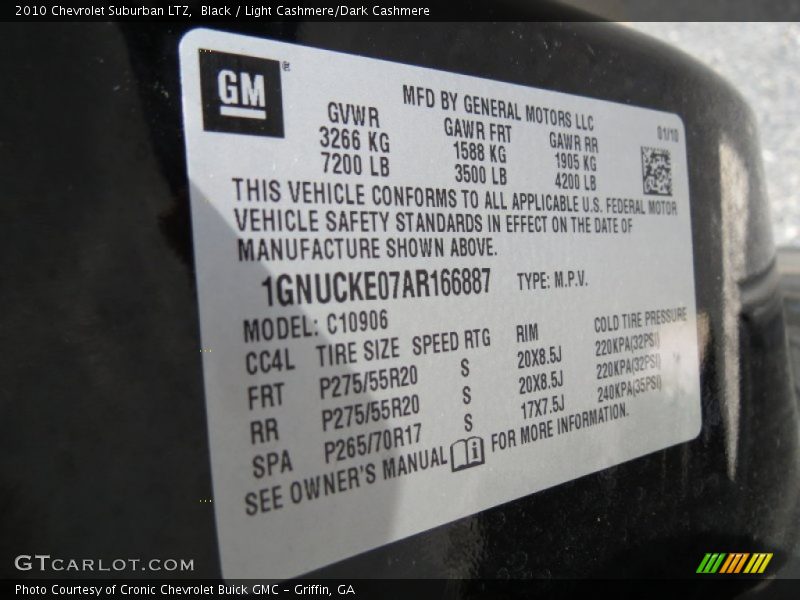 2010 Chevrolet Suburban LTZ, Black / Light Cashmere/Dark Cashmere
GM®
MFD BY GENERAL MOTORS LLC
GVWR GAWR FRT GAWR RR 01/10
3266 KG 1588 KG 1905 KG
7200 LB 3500 LB 4200 LB
THIS VEHICLE CONFORMS TO ALL APPLICABLE U.S. FEDERAL MOTOR
VEHICLE SAFETY STANDARDS IN EFFECT ON THE DATE OF
MANUFACTURE SHOWN ABOVE.
1GNUCKE07AR166887 TYPE: M.P.V.
MODEL: C10906
CC4L TIRE SIZE SPEED RTG RIM COLD TIRE PRESSURE
FRT P275/55R20 S 20X8.5J 220KPA(32PSI)
RR P275/55R20 S 20X8.5J 220KPA(32PSI)
SPA P265/70R17 S 17X7.5J 240KPA(35PSI)
SEE OWNER'S MANUAL FOR MORE INFORMATION.
GTCARLOT.COM
Photo Courtesy of Cronic Chevrolet Buick GMC – Griffin, GA